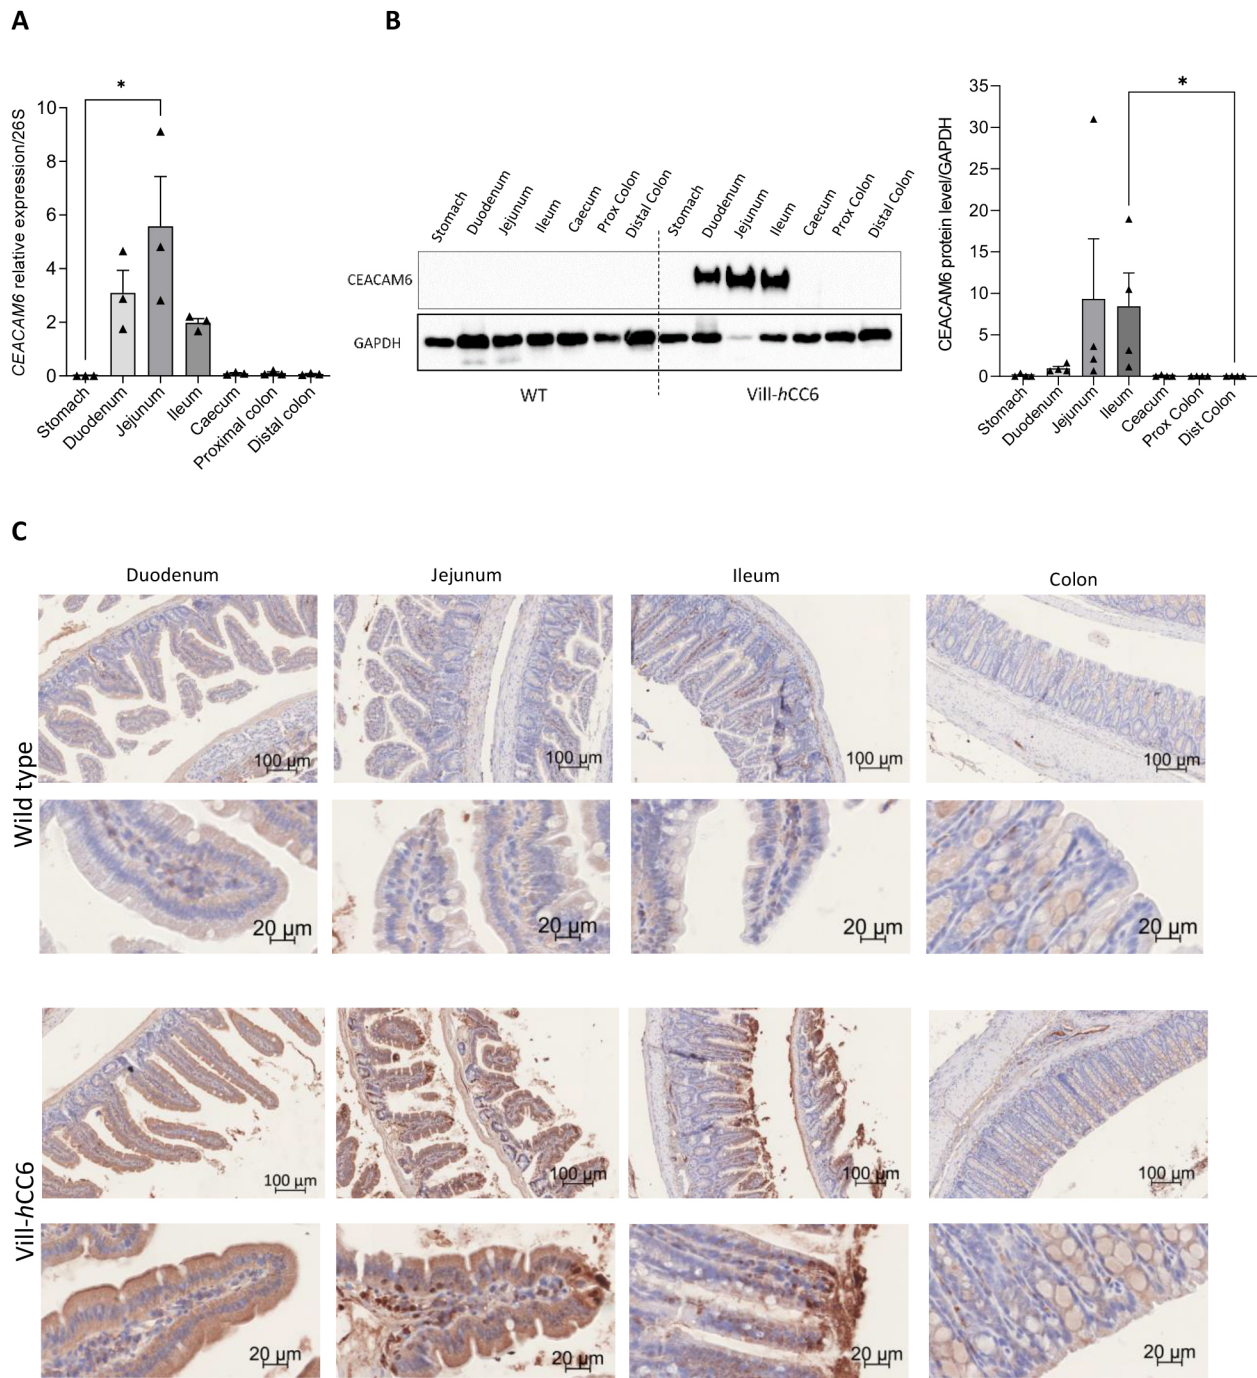 A
B
*
10
8
6
4
2
0
CEACAM6 relative expression/26S
Stomach
Duodenum
Jejunum
Ileum
Caecum
Proximal colon
Distal colon
Stomach
Duodenum
Jejunum
Ileum
Caecum
Prox Colon
Distal Colon
Stomach
Duodenum
Jejunum
Ileum
Caecum
Prox Colon
Distal Colon
CEACAM6
GAPDH
WT
Vill-hCC6
*
35
30
25
20
15
10
5
0
CEACAM6 protein level/GAPDH
Stomach
Duodenum
Jejunum
Ileum
Ceacum
Prox Colon
Dist Colon
C
Duodenum
Jejunum
Ileum
Colon
Wild type
100 µm
100 µm
100 µm
100 µm
20 µm
20 µm
20 µm
20 µm
Vill-hCC6
100 µm
100 µm
100 µm
100 µm
20 µm
20 µm
20 µm
20 µm